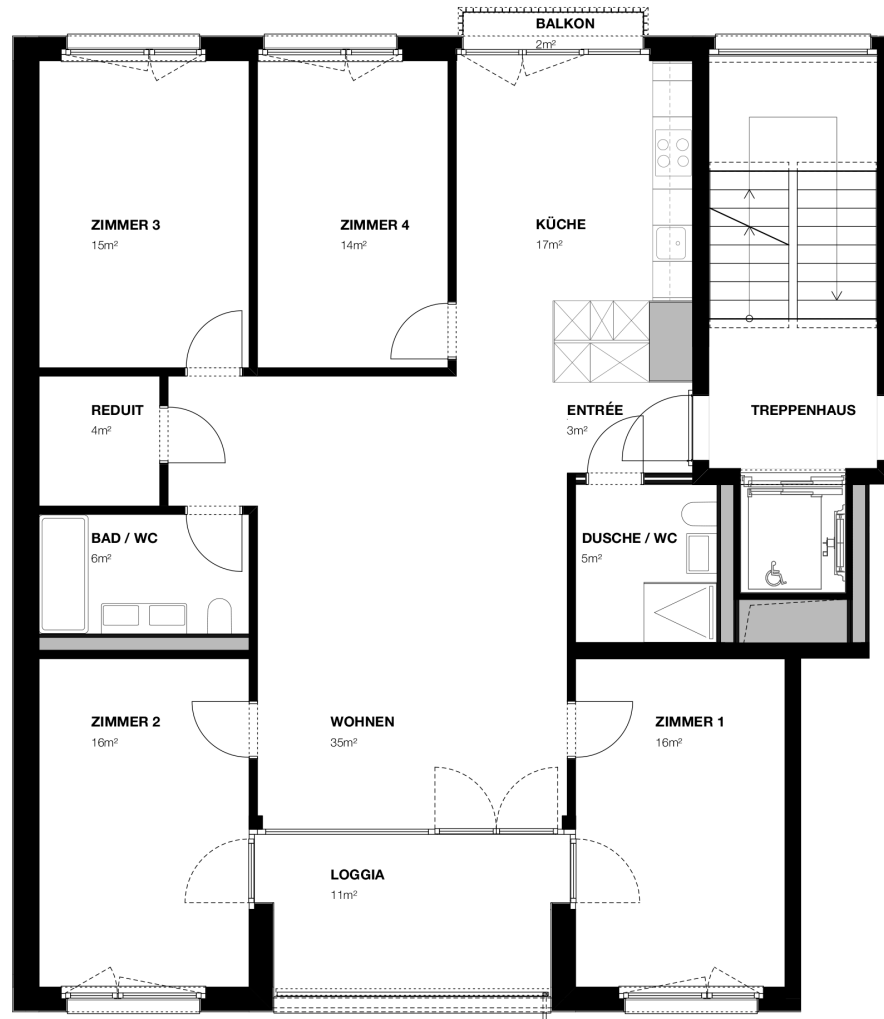 BALKON
2m²
ZIMMER 3
15m²
ZIMMER 4
14m²
KÜCHE
17m²
REDUIT
4m²
ENTRÉE
3m²
TREPPENHAUS
BAD / WC
6m²
DUSCHE / WC
5m²
ZIMMER 2
16m²
WOHNEN
35m²
ZIMMER 1
16m²
LOGGIA
11m²